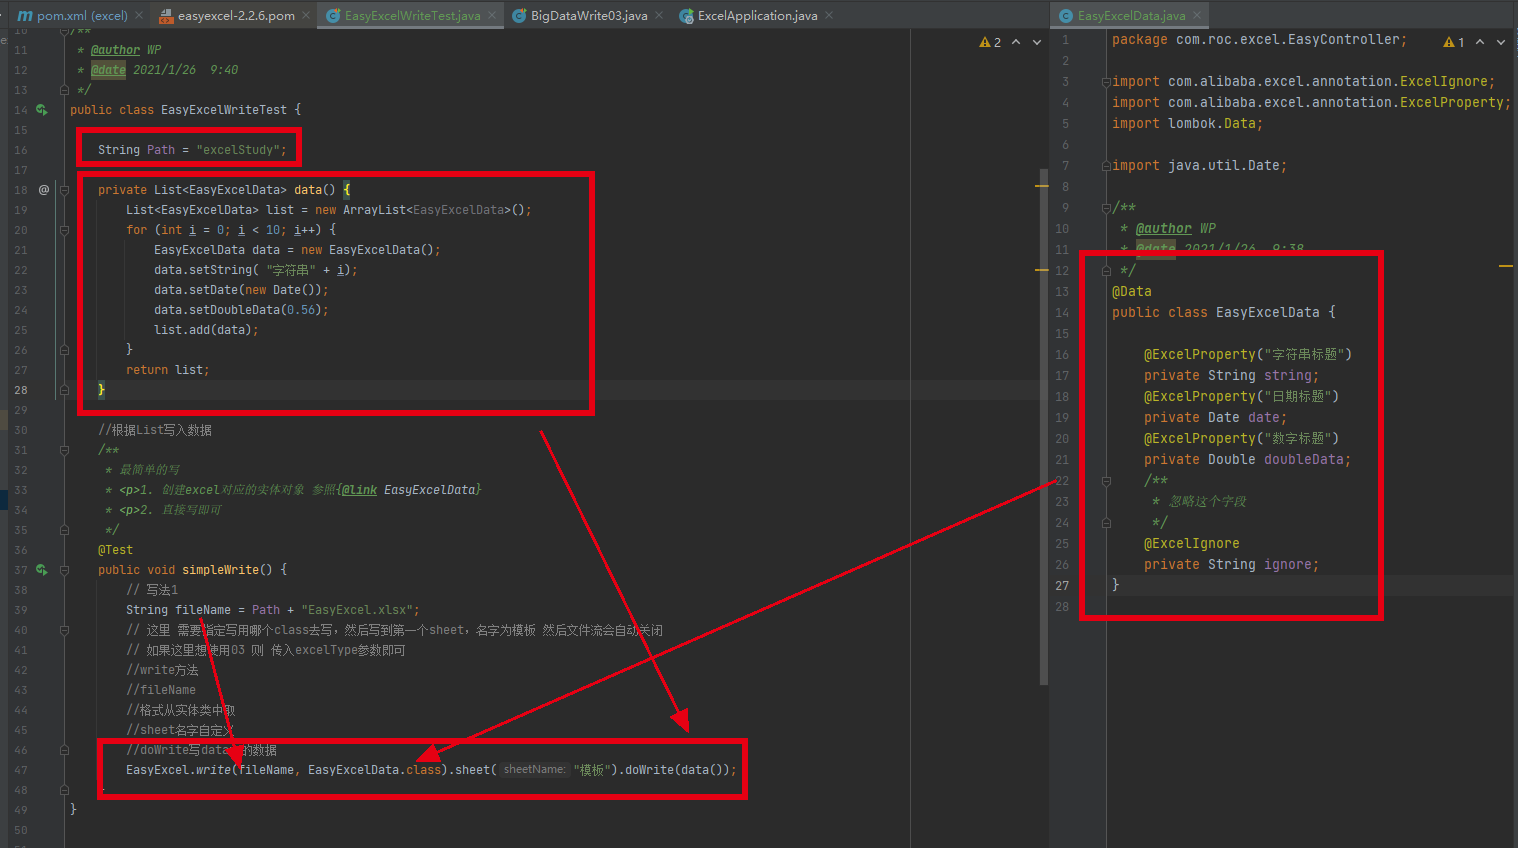 pom.xml (excel)
easyexcel-2.2.6.pom
EasyExcelWriteTest.java
BigDataWrite03.java
ExcelApplication.java
EasyExcelData.java
2
10 /**
11 * @author WP
12 * @date 2021/1/26 9:40
13 */
14 public class EasyExcelWriteTest {
15
16 String Path = "excelStudy";
17
18 @ private List<EasyExcelData> data() {
19 List<EasyExcelData> list = new ArrayList<EasyExcelData>();
20 for (int i = 0; i < 10; i++) {
21 EasyExcelData data = new EasyExcelData();
22 data.setString( "字符串" + i);
23 data.setDate(new Date());
24 data.setDoubleData(0.56);
25 list.add(data);
26 }
27 return list;
28 }
29
30 //根据List写入数据
31 /**
32 * 最简单的写
33 * <p>1. 创建excel对应的实体对象 参照{@link EasyExcelData}
34 * <p>2. 直接写即可
35 */
36 @Test
37 public void simpleWrite() {
38 // 写法1
39 String fileName = Path + "EasyExcel.xlsx";
40 // 这里 需要指定写用哪个class去写，然后写到第一个sheet，名字为模板 然后文件流会自动关闭
41 // 如果这里想使用03 则 传入excelType参数即可
42 //write方法
43 //fileName
44 //格式从实体类中取
45 //sheet名字自定义
46 //doWrite写data 的数据
47 EasyExcel.write(fileName, EasyExcelData.class).sheet( sheetName: "模板").doWrite(data());
48
49 }
50
1 package com.roc.excel.EasyController;
1
2
3 import com.alibaba.excel.annotation.ExcelIgnore;
4 import com.alibaba.excel.annotation.ExcelProperty;
5 import lombok.Data;
6
7 import java.util.Date;
8
9 /**
10 * @author WP
11 * @date 2021/1/26 9:38
12 */
13 @Data
14 public class EasyExcelData {
15
16 @ExcelProperty("字符串标题")
17 private String string;
18 @ExcelProperty("日期标题")
19 private Date date;
20 @ExcelProperty("数字标题")
21 private Double doubleData;
22 /**
23 * 忽略这个字段
24 */
25 @ExcelIgnore
26 private String ignore;
27 }
28